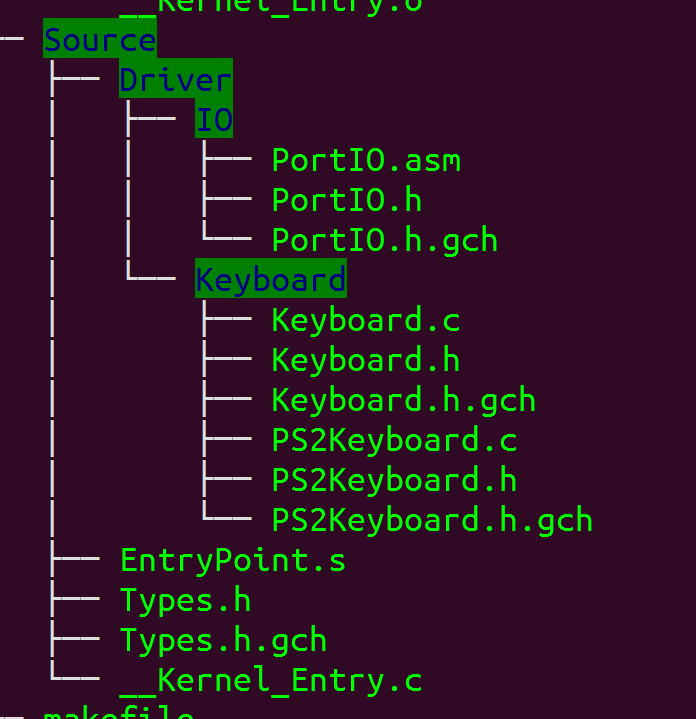 __Kernel_Entry.o
Source
Driver
IO
PortIO.asm
PortIO.h
PortIO.h.gch
Keyboard
Keyboard.c
Keyboard.h
Keyboard.h.gch
PS2Keyboard.c
PS2Keyboard.h
PS2Keyboard.h.gch
EntryPoint.s
Types.h
Types.h.gch
__Kernel_Entry.c
makefile